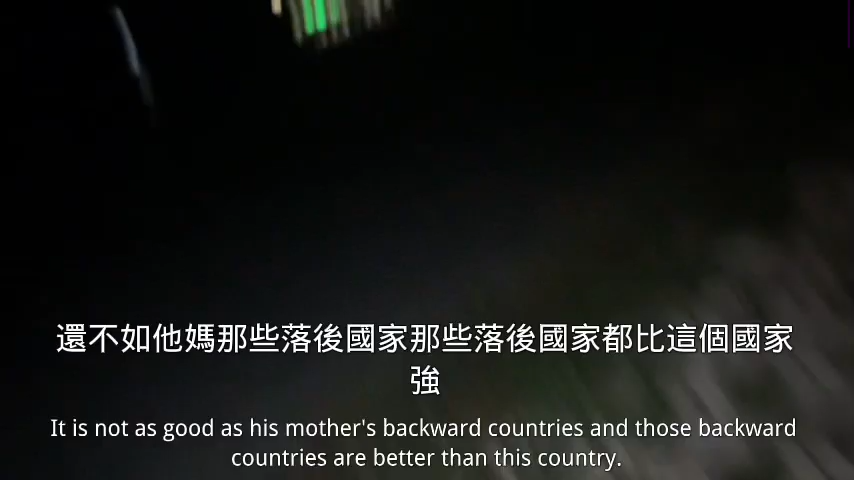 還不如他媽那些落後國家那些落後國家都比這個國家
強
It is not as good as his mother's backward countries and those backward
countries are better than this country.